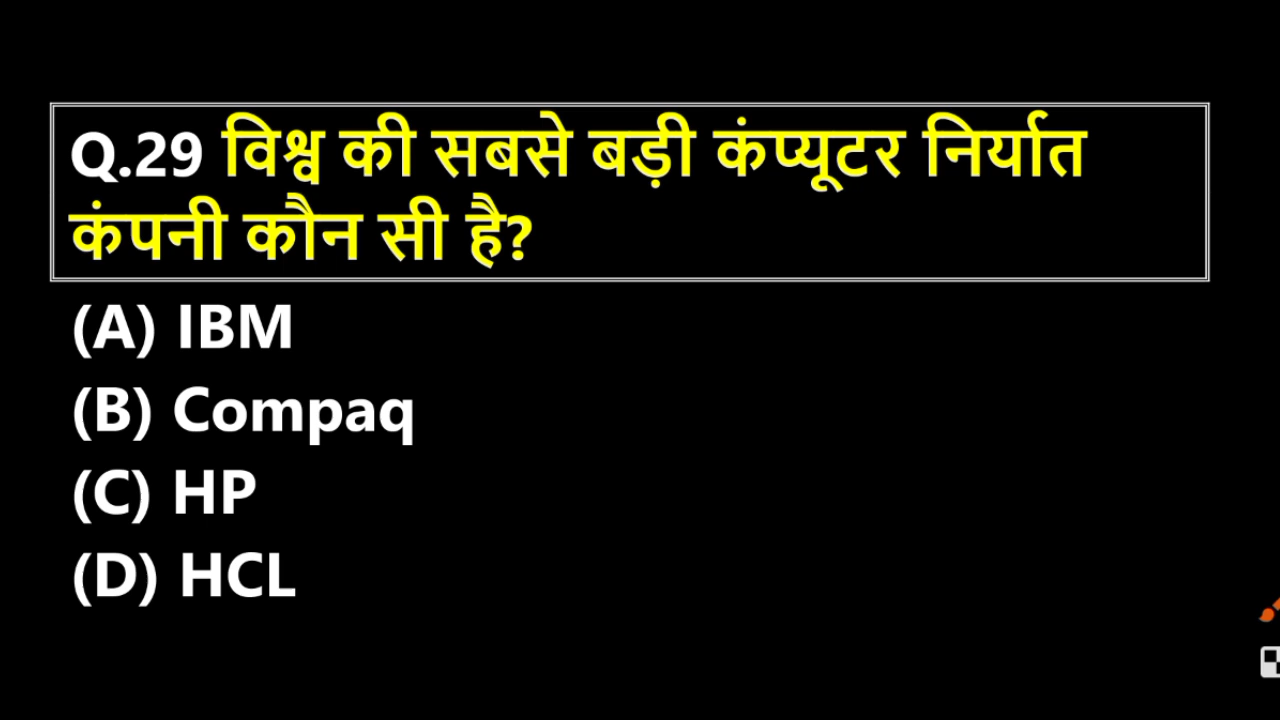 Q.29 विश्व की सबसे बड़ी कंप्यूटर निर्यात
कंपनी कौन सी है?
(A) IBM
(B) Compaq
(C) HP
(D) HCL